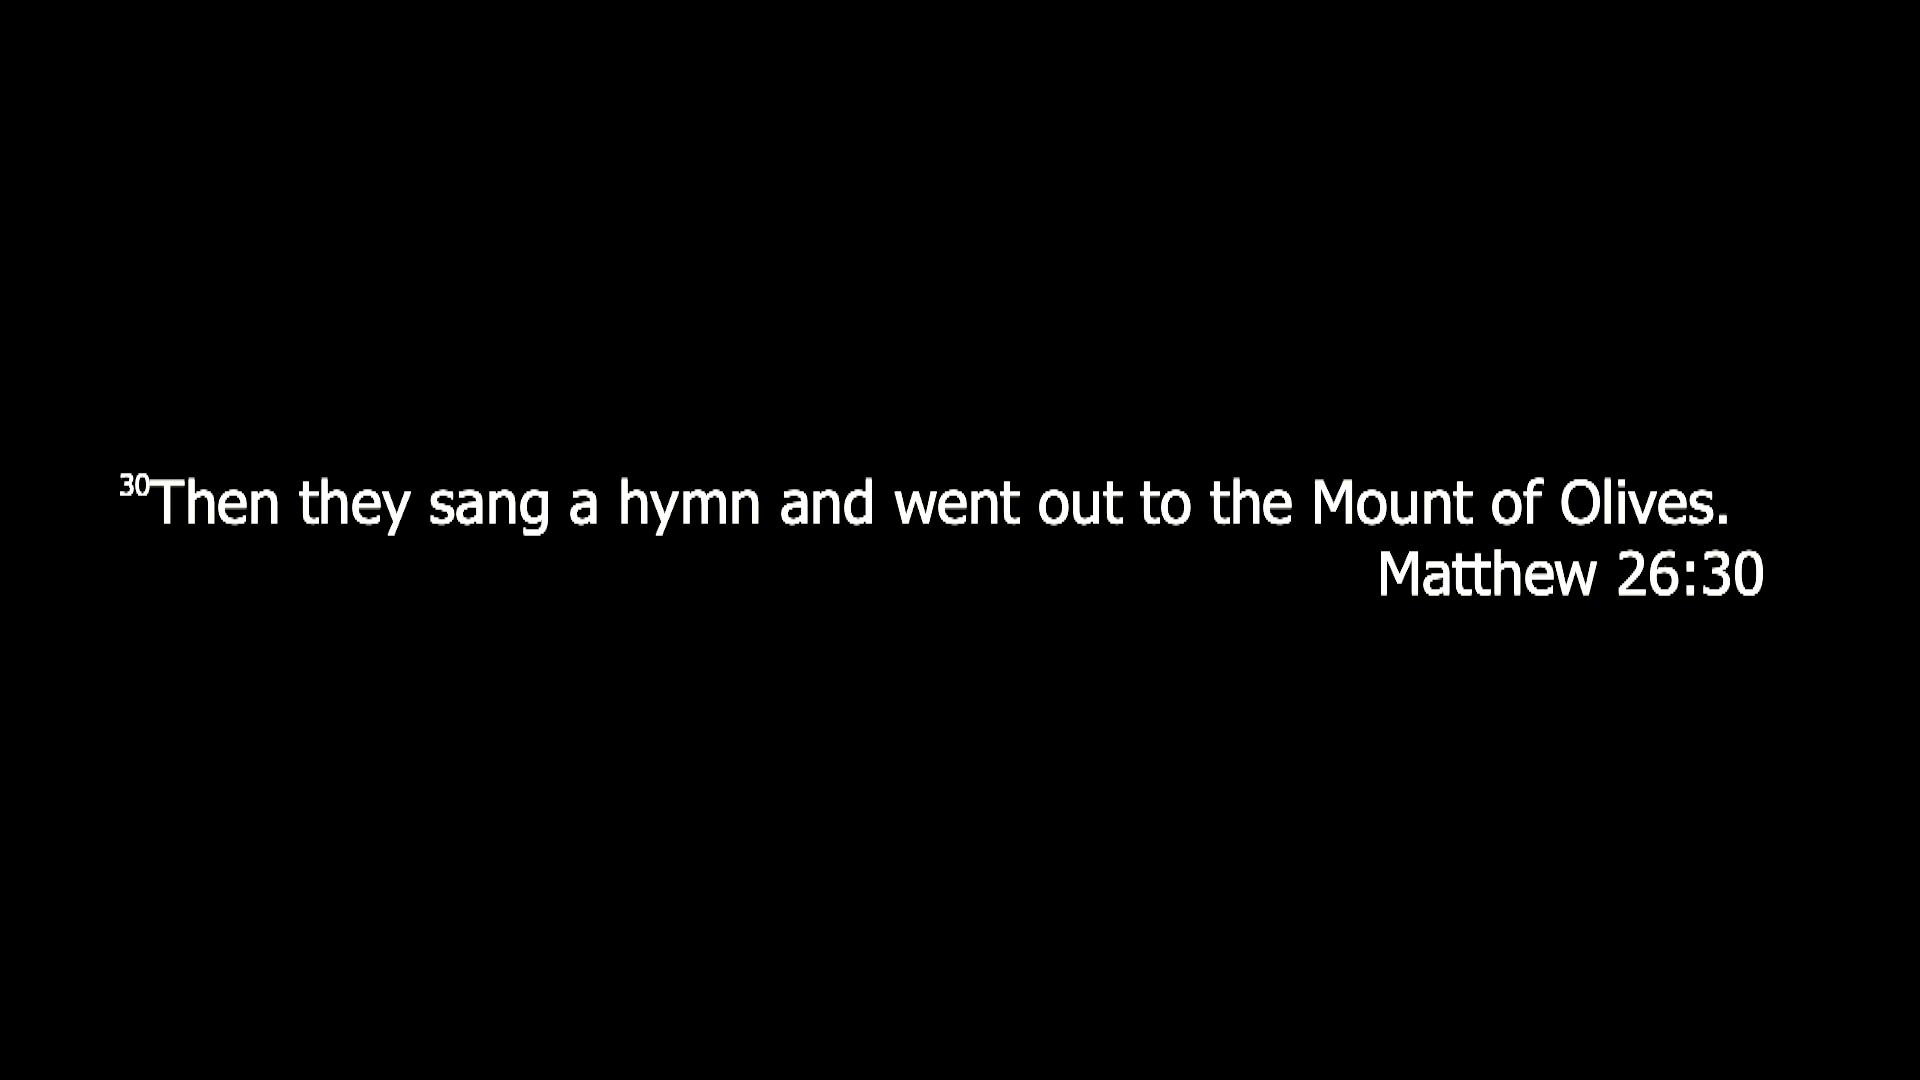 30Then they sang a hymn and went out to the Mount of Olives.
Matthew 26:30